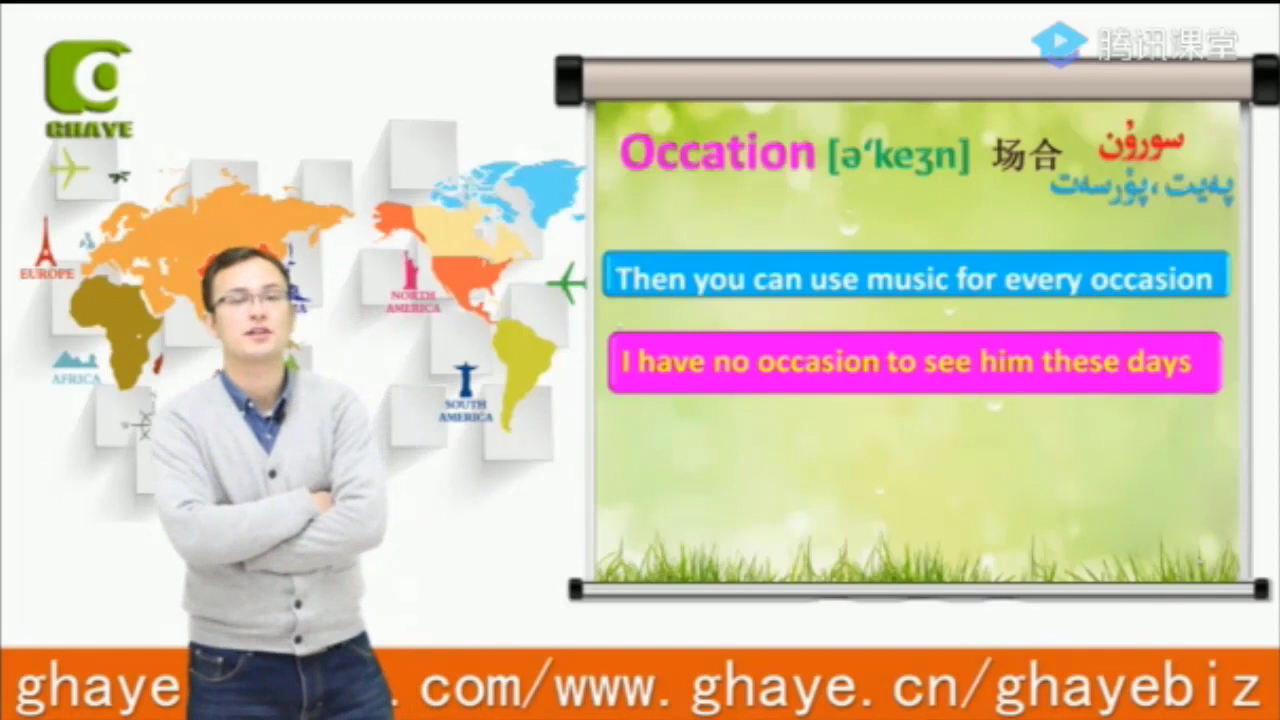 腾讯课堂
GHAYE
Occation [ə‘keʒn] 场合 سورۇن
پەيت ، پۇرسەت
Then you can use music for every occasion
I have no occasion to see him these days
EUROPE
NORTH
AMERICA
AFRICA
SOUTH
AMERICA
ghaye .com/www.ghaye.cn/ghayebiz